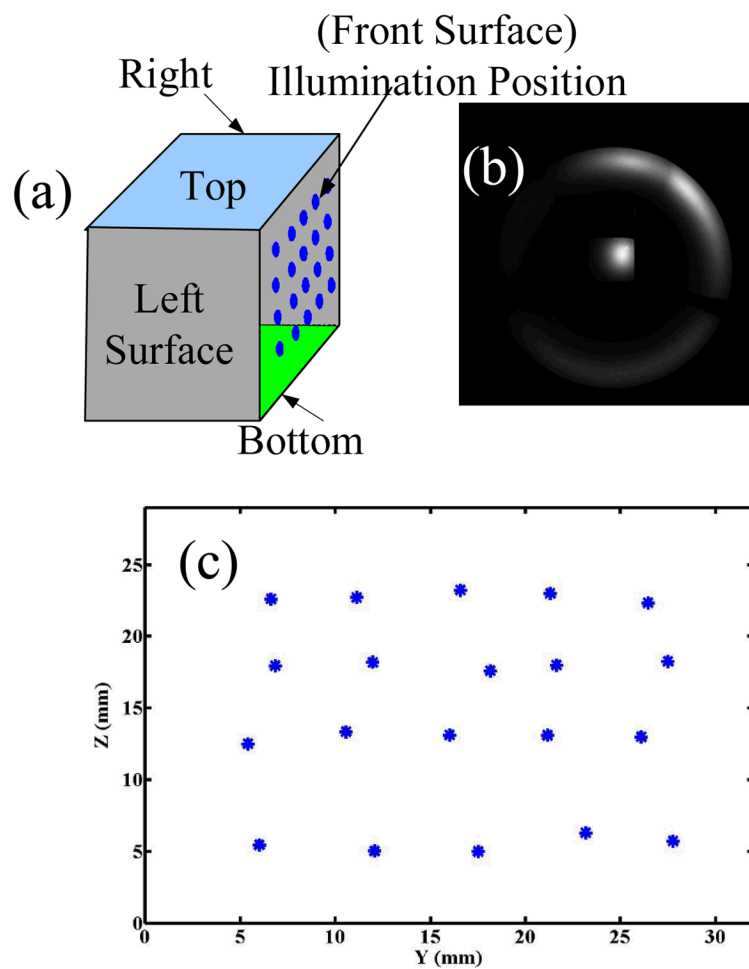 (Front Surface)
Right
Illumination Position
(a)
Top
(b)
Left
Surface
Bottom
(c)
25
20
15
10
5
0
Z (mm)
0 5 10 15 20 25 30
Y (mm)